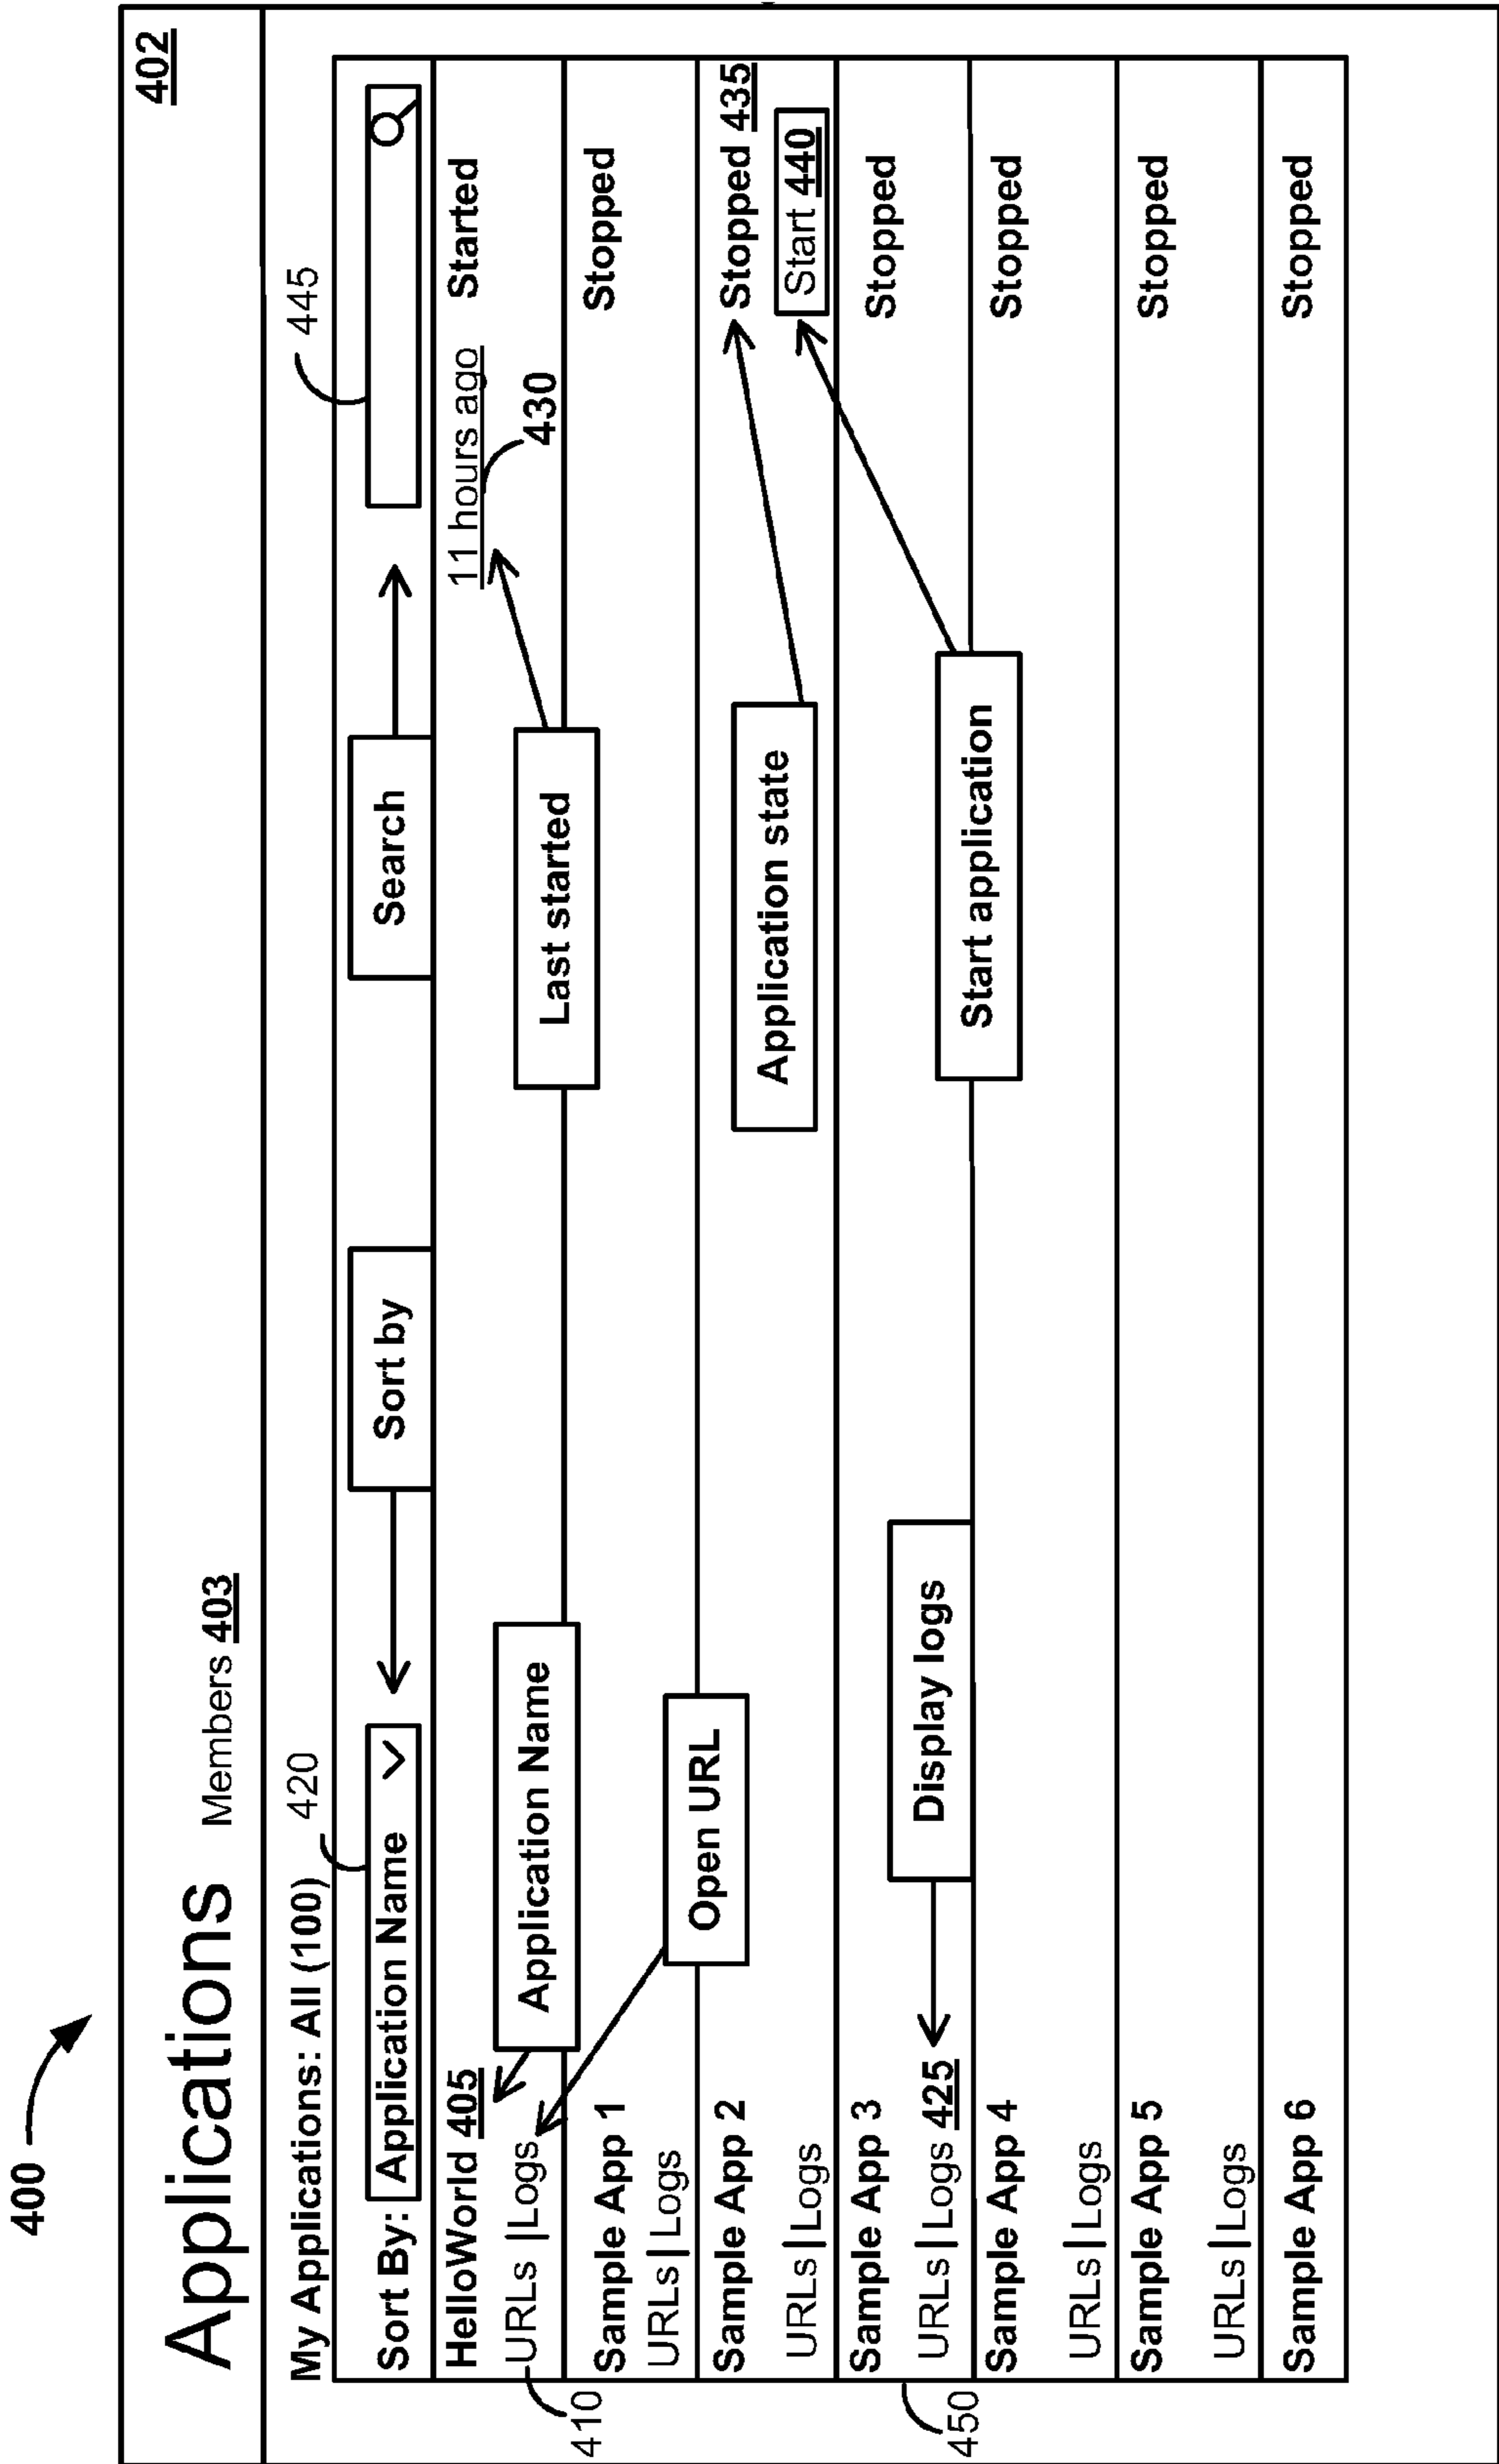 400
402
Applications Members 403
My Applications: All (100) 420 445
Sort By: Application Name Sort by Search
HelloWorld 405 11 hours ago Started
410 URLs |Logs Application Name Last started 430
Sample App 1 Stopped
URLs|Logs Open URL
Sample App 2 Stopped 435
URLs|Logs Application state Start 440
Sample App 3 Stopped
450 URLs|Logs 425 Display logs Start application
Sample App 4 Stopped
URLs|Logs
Sample App 5 Stopped
URLs|Logs
Sample App 6 Stopped